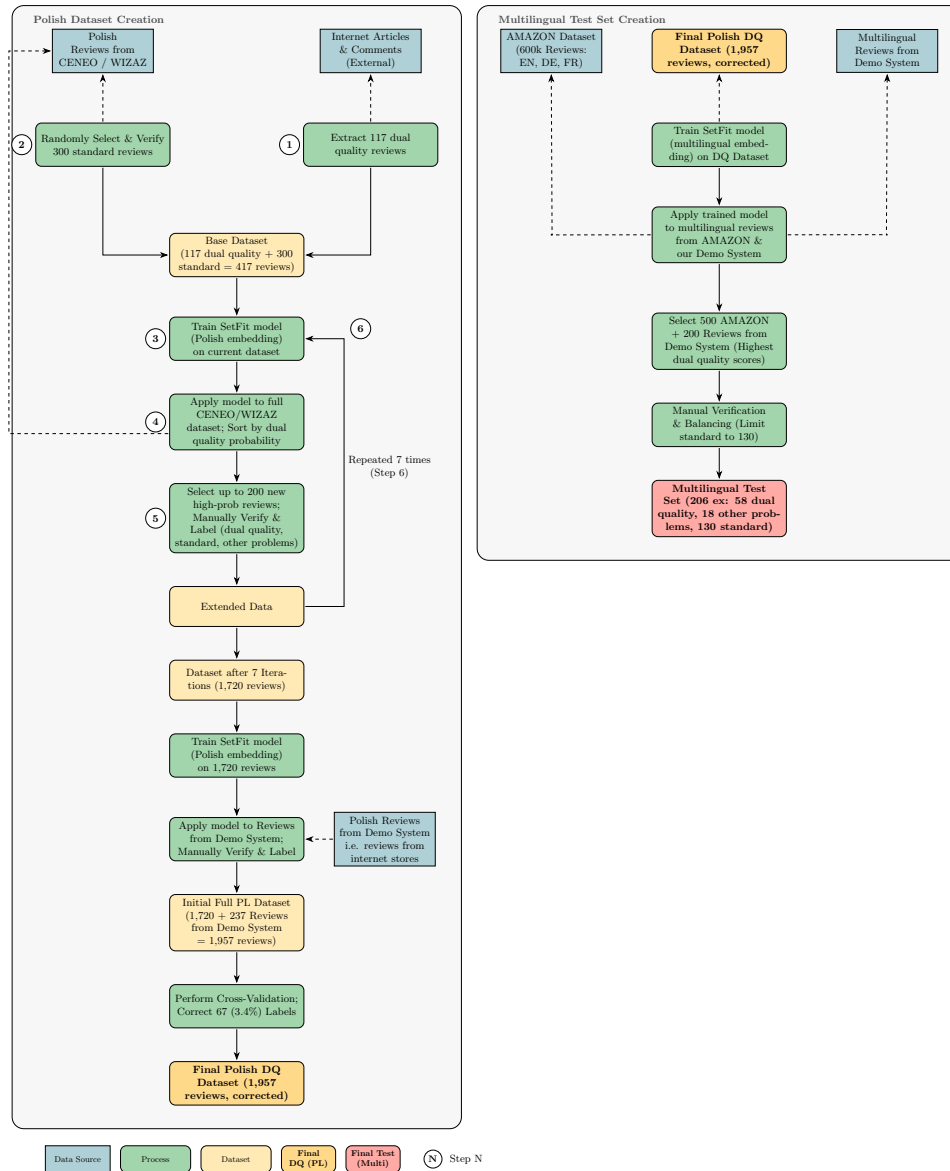 Polish Dataset Creation
Polish
Reviews from
CENEO / WIZAZ
Internet Articles
& Comments
(External)
2
Randomly Select & Verify
300 standard reviews
1
Extract 117 dual
quality reviews
Base Dataset
(117 dual quality + 300
standard = 417 reviews)
3
Train SetFit model
(Polish embedding)
on current dataset
6
4
Apply model to full
CENEO/WIZAZ
dataset; Sort by dual
quality probability
Repeated 7 times
(Step 6)
5
Select up to 200 new
high-prob reviews;
Manually Verify &
Label (dual quality,
standard, other problems)
Extended Data
Dataset after 7 Itera-
tions (1,720 reviews)
Train SetFit model
(Polish embedding)
on 1,720 reviews
Apply model to Reviews
from Demo System;
Manually Verify & Label
Polish Reviews
from Demo System
i.e. reviews from
internet stores
Initial Full PL Dataset
(1,720 + 237 Reviews
from Demo System
= 1,957 reviews)
Perform Cross-Validation;
Correct 67 (3.4%) Labels
Final Polish DQ
Dataset (1,957
reviews, corrected)
Multilingual Test Set Creation
AMAZON Dataset
(600k Reviews:
EN, DE, FR)
Final Polish DQ
Dataset (1,957
reviews, corrected)
Multilingual
Reviews from
Demo System
Train SetFit model
(multilingual embed-
ding) on DQ Dataset
Apply trained model
to multilingual reviews
from AMAZON &
our Demo System
Select 500 AMAZON
+ 200 Reviews from
Demo System (Highest
dual quality scores)
Manual Verification
& Balancing (Limit
standard to 130)
Multilingual Test
Set (206 ex: 58 dual
quality, 18 other prob-
lems, 130 standard)
Data Source
Process
Dataset
Final
DQ (PL)
Final Test
(Multi)
N Step N